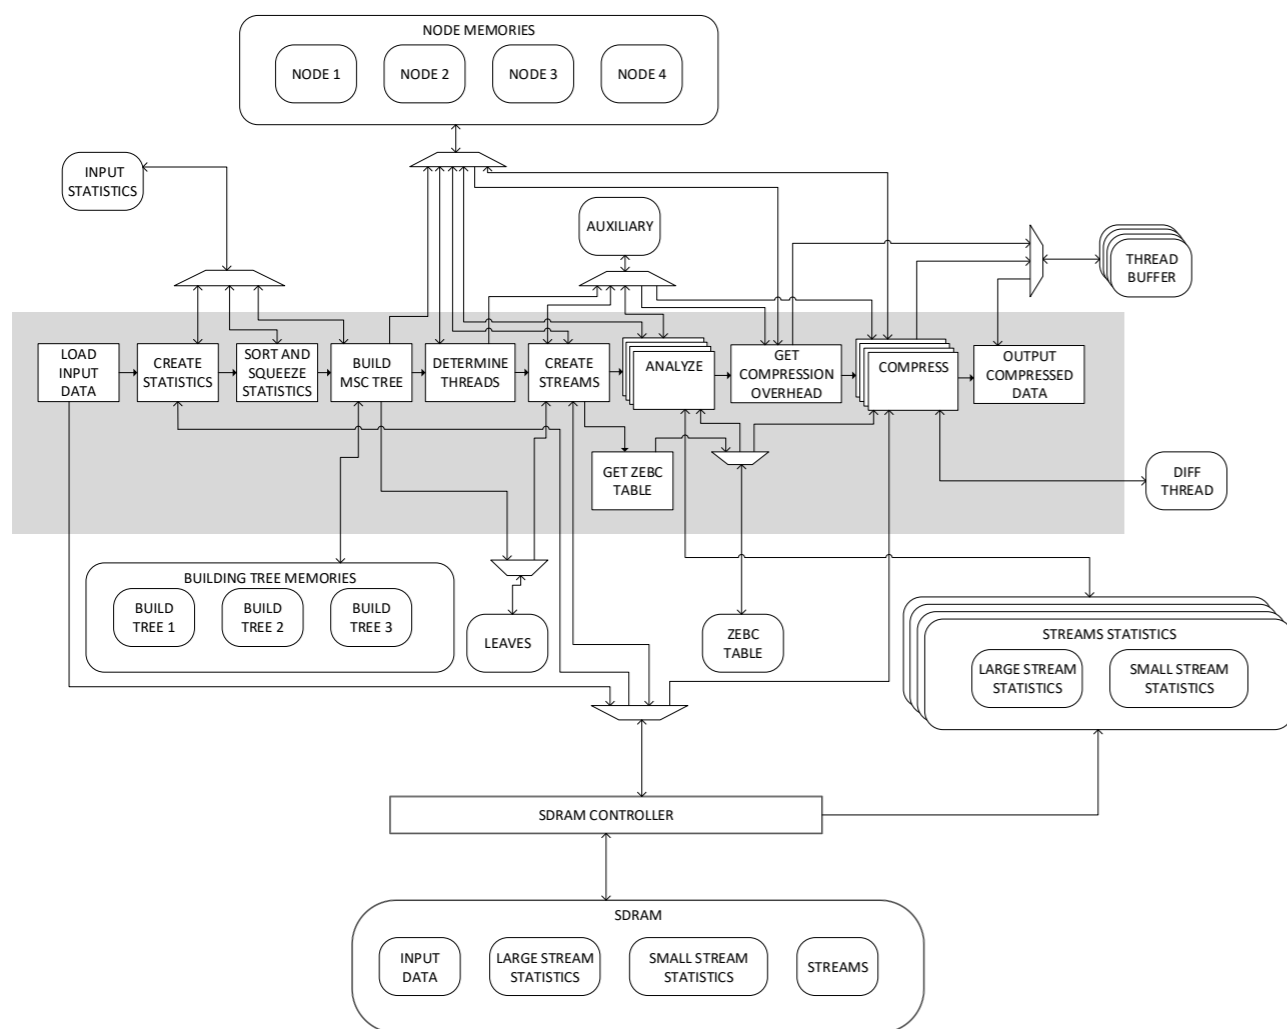 NODE MEMORIES
NODE 1
NODE 2
NODE 3
NODE 4
INPUT
STATISTICS
AUXILIARY
THREAD
BUFFER
LOAD
INPUT
DATA
CREATE
STATISTICS
SORT AND
SQUEEZE
STATISTICS
BUILD
MSC TREE
DETERMINE
THREADS
CREATE
STREAMS
ANALYZE
GET
COMPRESSION
OVERHEAD
COMPRESS
OUTPUT
COMPRESSED
DATA
GET ZEBC
TABLE
DIFF
THREAD
BUILDING TREE MEMORIES
BUILD
TREE 1
BUILD
TREE 2
BUILD
TREE 3
LEAVES
ZEBC
TABLE
STREAMS STATISTICS
LARGE STREAM
STATISTICS
SMALL STREAM
STATISTICS
SDRAM CONTROLLER
SDRAM
INPUT
DATA
LARGE STREAM
STATISTICS
SMALL STREAM
STATISTICS
STREAMS